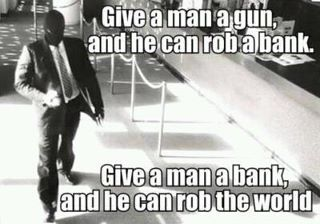 Give a man a gun,
and he can rob a bank.
Give a man a bank,
and he can rob the world